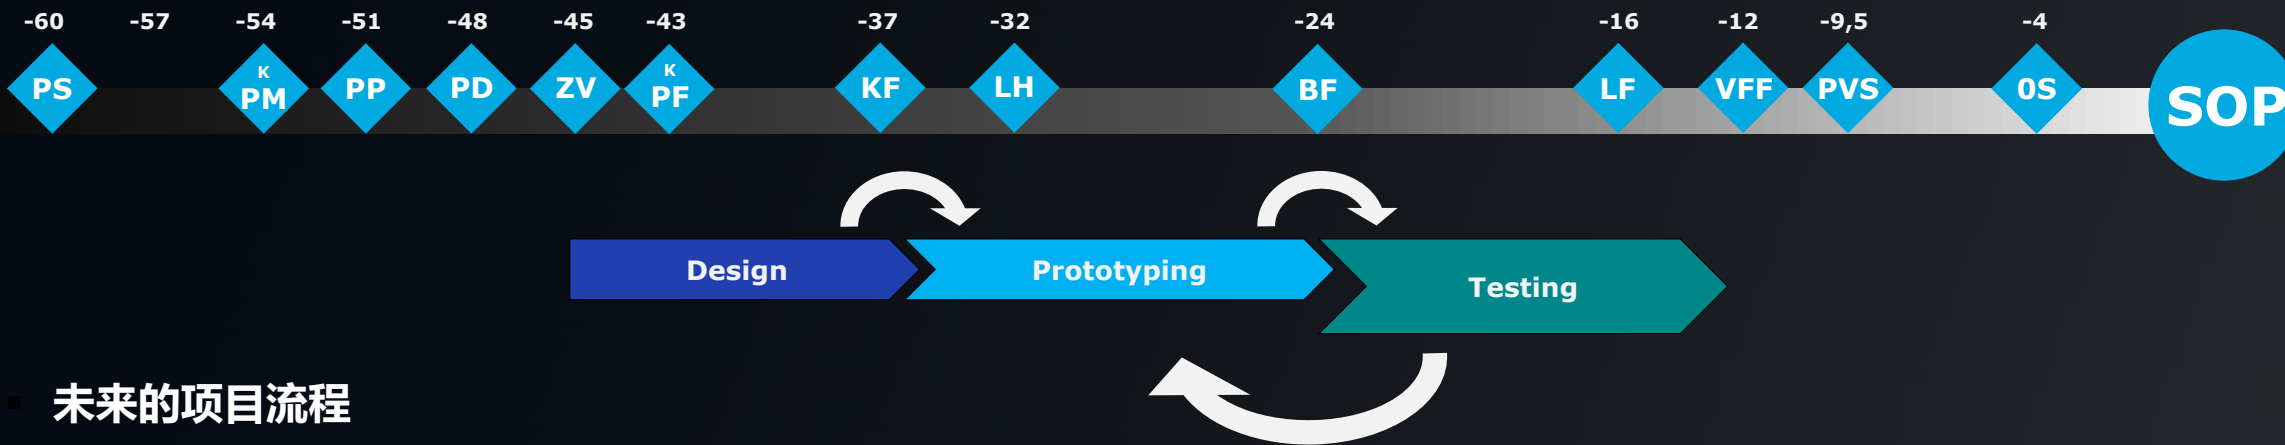 -60 -57 -54 -51 -48 -45 -43 -37 -32 -24 -16 -12 -9,5 -4
PS K PM PP PD ZV K PF KF LH BF LF VFF PVS 0S SOP
Design Prototyping Testing
未来的项目流程